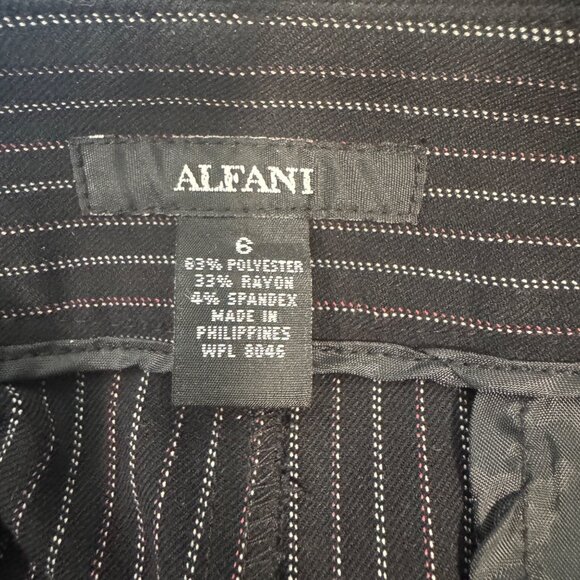 ALFANI
6
63% POLYESTER
33% RAYON
4% SPANDEX
MADE IN
PHILIPPINES
WPL 8046